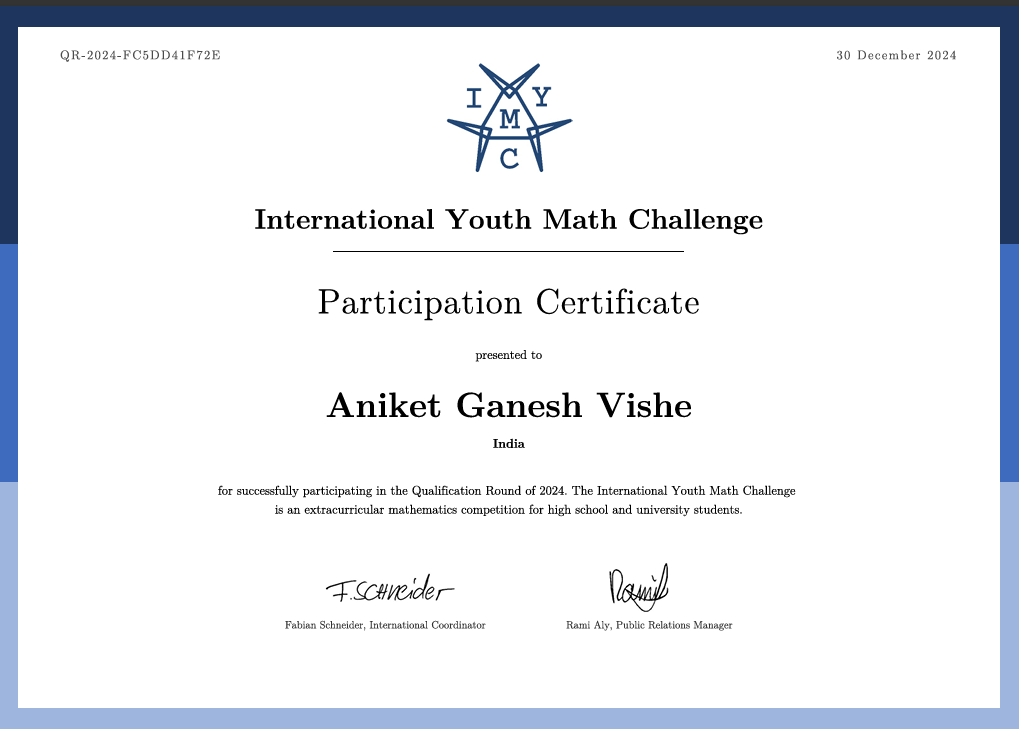 QR-2024-FC5DD41F72E
30 December 2024
I Y
M
C
International Youth Math Challenge
Participation Certificate
presented to
Aniket Ganesh Vishe
India
for successfully participating in the Qualification Round of 2024. The International Youth Math Challenge
is an extracurricular mathematics competition for high school and university students.
F. SCHneider
Ramil
Fabian Schneider, International Coordinator
Rami Aly, Public Relations Manager